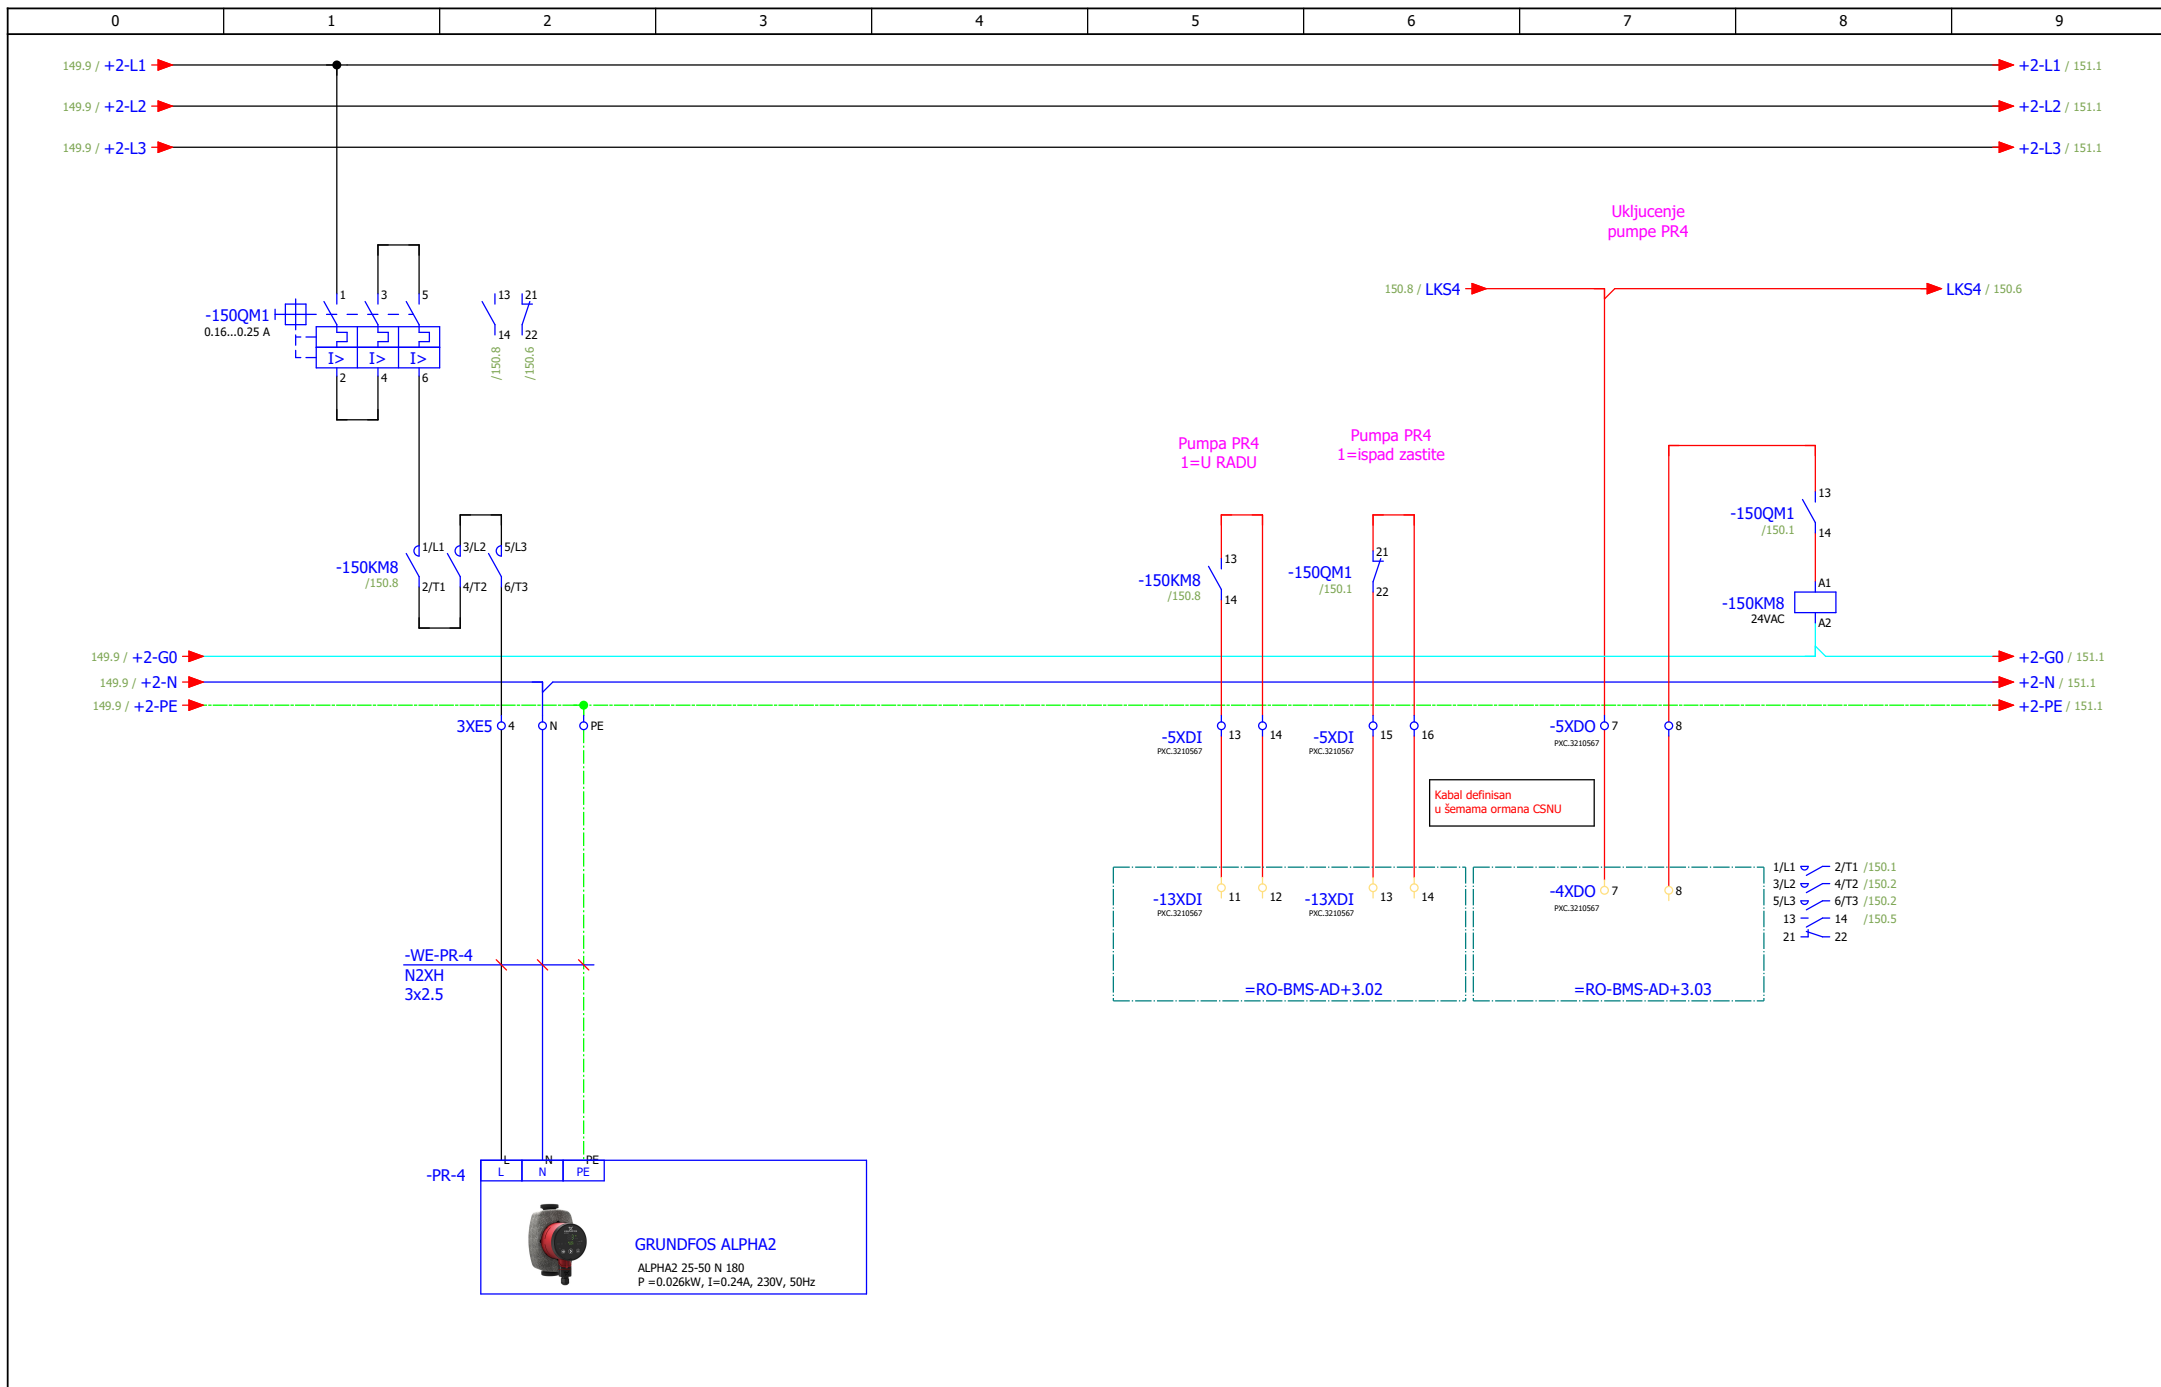 0 1 2 3 4 5 6 7 8 9
149.9 / +2-L1
+2-L1 / 151.1
149.9 / +2-L2
+2-L2 / 151.1
149.9 / +2-L3
+2-L3 / 151.1
Ukljucenje
pumpe PR4
150.8 / LKS4
LKS4 / 150.6
-150QM1
0.16...0.25 A
1 3 5
I> I> I>
2 4 6
13 21
14 22
/150.8 /150.6
Pumpa PR4
1=U RADU
Pumpa PR4
1=ispad zastite
-150KM8
/150.8
1/L1 3/L2 5/L3
2/T1 4/T2 6/T3
-150KM8
/150.8
13
14
-150QM1
/150.1
21
22
-150QM1
/150.1
13
14
-150KM8
24VAC
A1
A2
149.9 / +2-G0
+2-G0 / 151.1
149.9 / +2-N
+2-N / 151.1
149.9 / +2-PE
+2-PE / 151.1
3XE5 4 N PE
-5XDI 13 14
PXC.3210567
-5XDI 15 16
PXC.3210567
-5XDO 7 8
PXC.3210567
Kabal definisan
u šemama ormana CSNU
-13XDI 11 12
PXC.3210567
-13XDI 13 14
PXC.3210567
-4XDO 7 8
PXC.3210567
1/L1 2/T1 /150.1
3/L2 4/T2 /150.2
5/L3 6/T3 /150.2
13 14 /150.5
21 22
=RO-BMS-AD+3.02
=RO-BMS-AD+3.03
-WE-PR-4
N2XH
3x2.5
L N PE
-PR-4
L N PE
GRUNDFOS ALPHA2
ALPHA2 25-50 N 180
P =0.026kW, I=0.24A, 230V, 50Hz